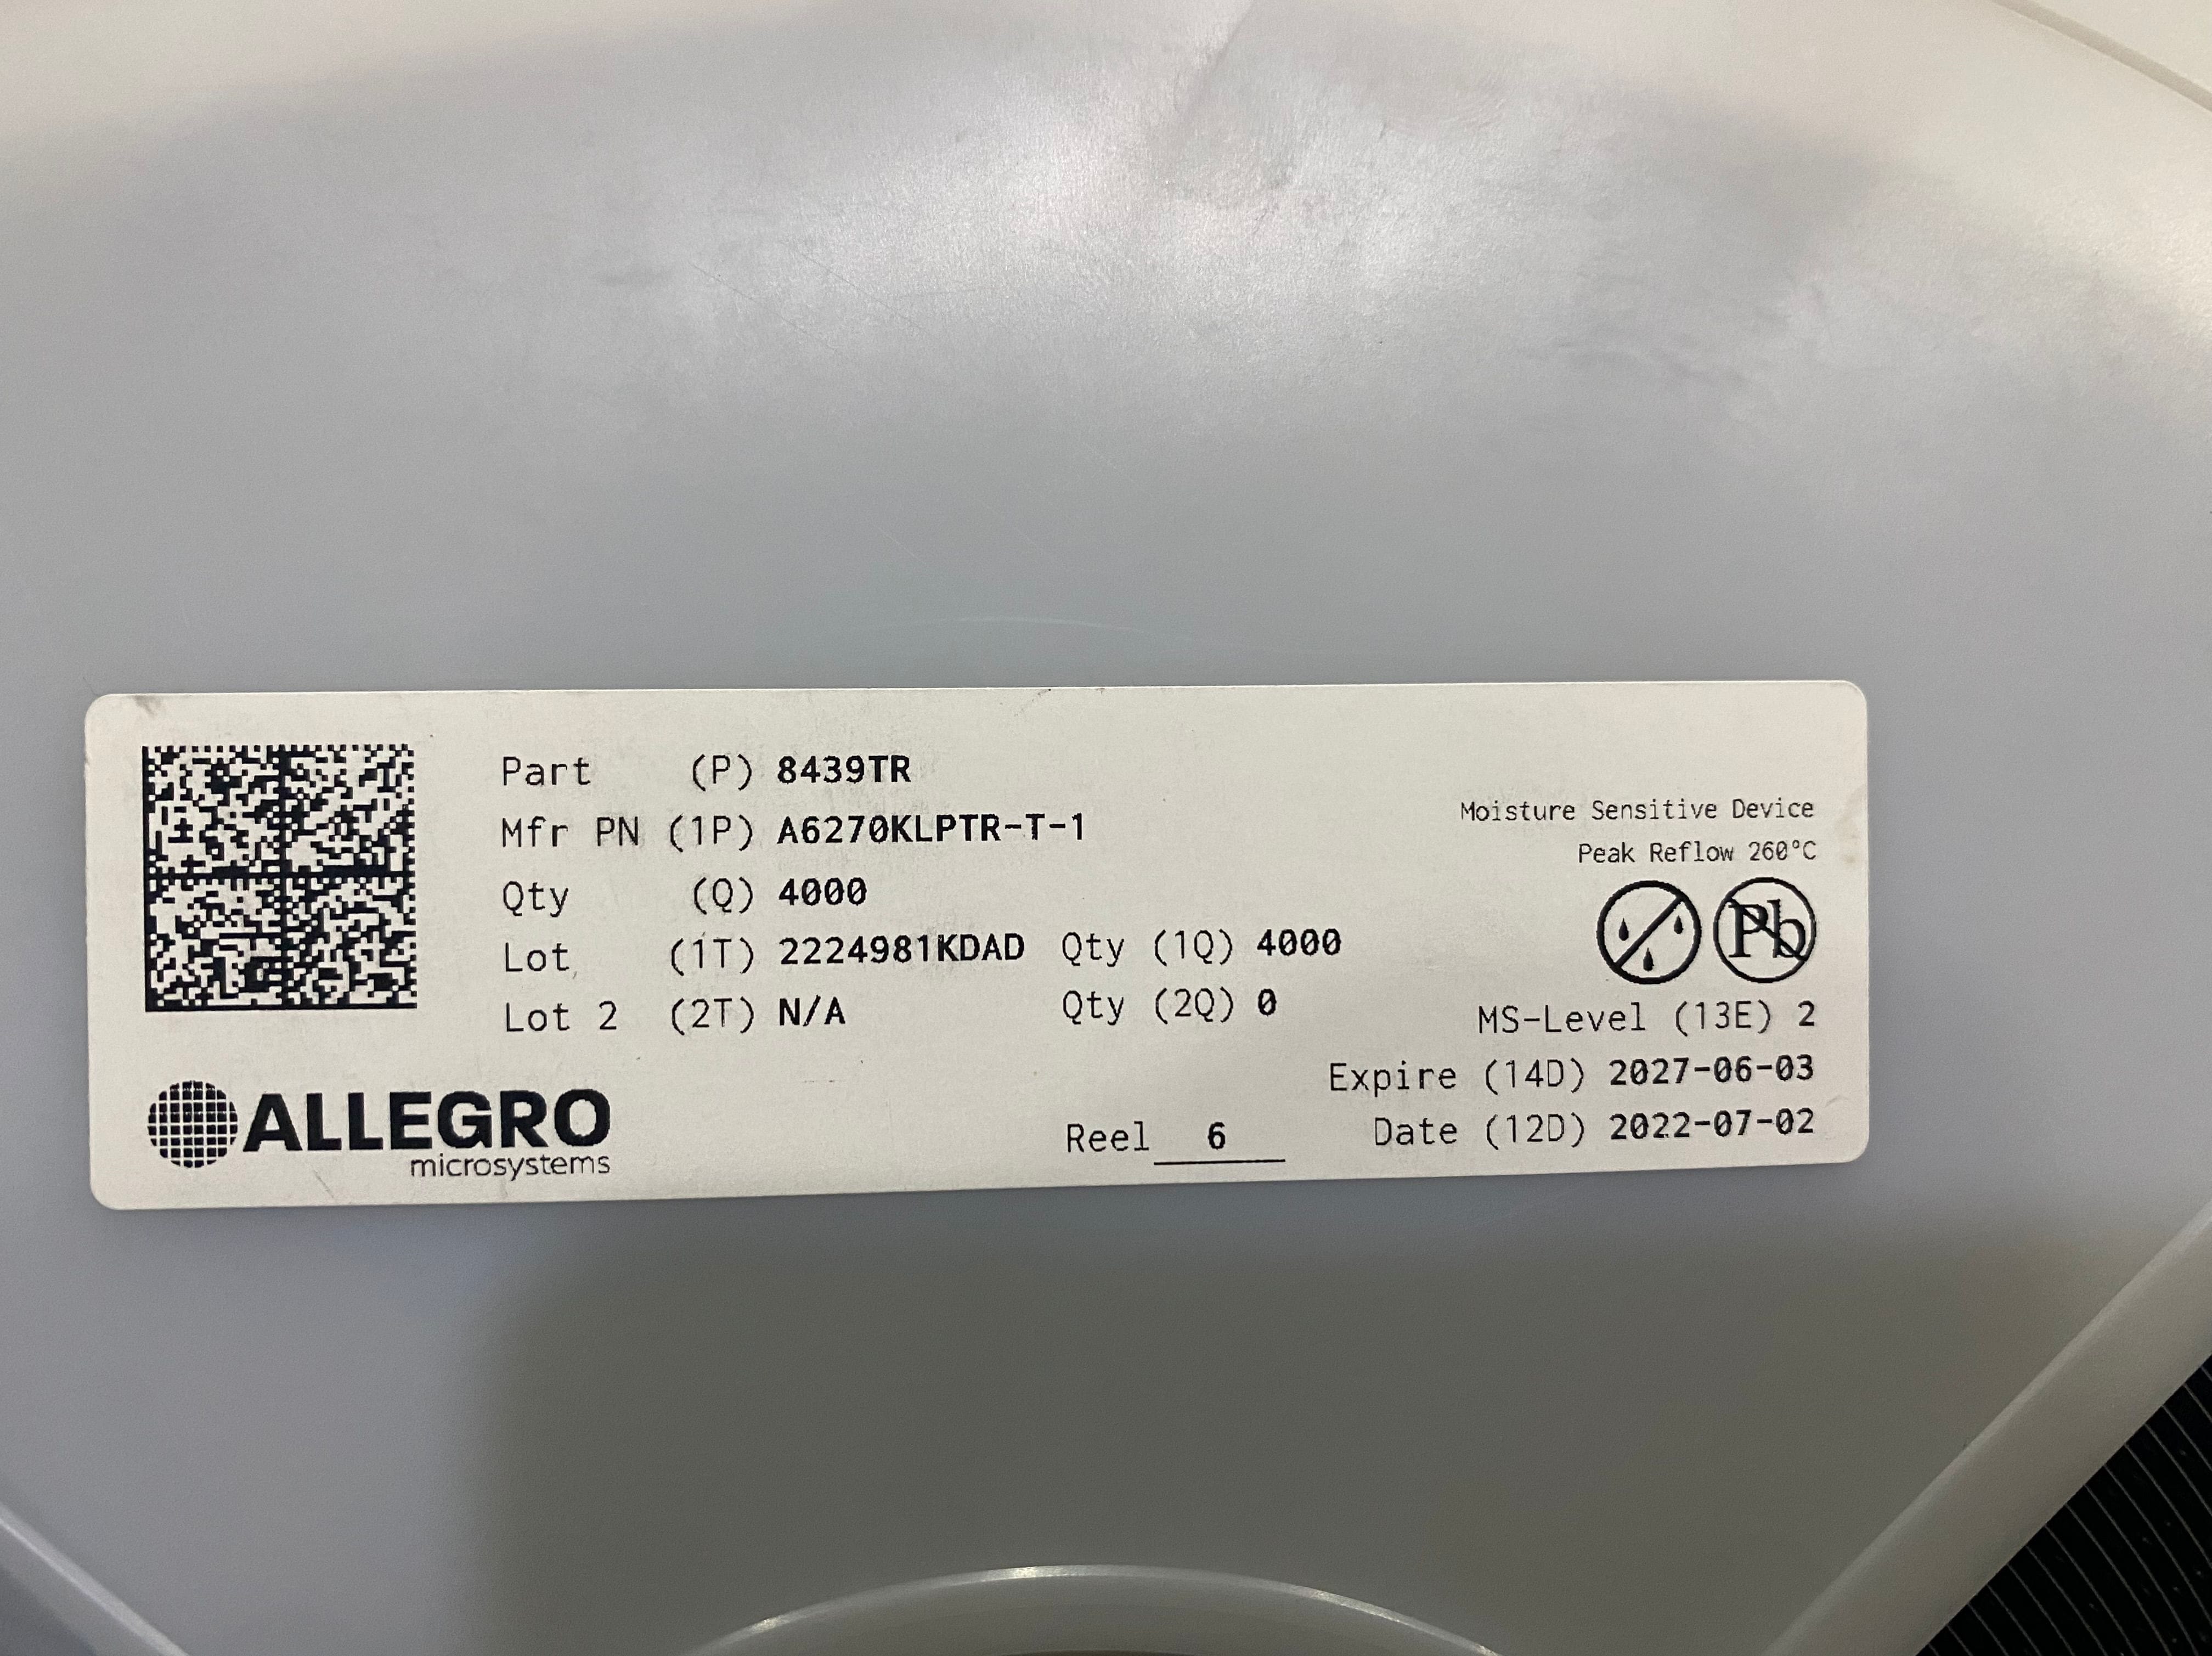 Part (P) 8439TR
Mfr PN (1P) A6270KLPTR-T-1
Qty (Q) 4000
Lot (1T) 2224981KDAD Qty (1Q) 4000
Lot 2 (2T) N/A Qty (2Q) 0
Moisture Sensitive Device
Peak Reflow 260°C
Pb
MS-Level (13E) 2
Expire (14D) 2027-06-03
Date (12D) 2022-07-02
Reel 6
ALLEGRO
microsystems